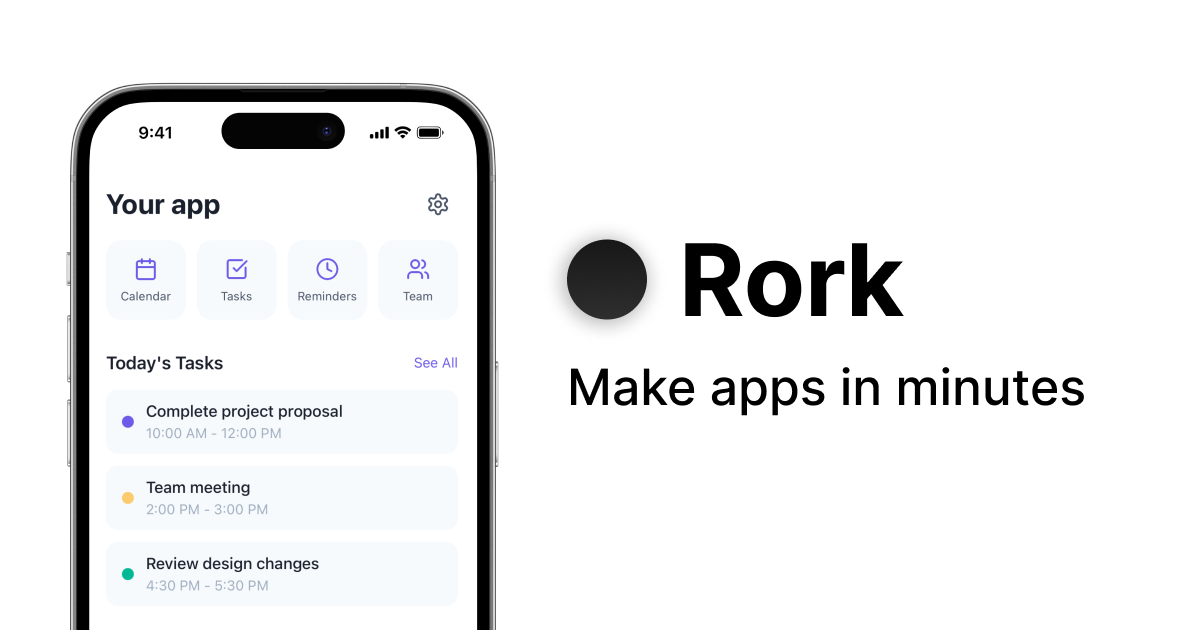 9:41
Your app
Calendar Tasks Reminders Team
Today's Tasks See All
Complete project proposal
10:00 AM - 12:00 PM
Team meeting
2:00 PM - 3:00 PM
Review design changes
4:30 PM - 5:30 PM
Rork
Make apps in minutes